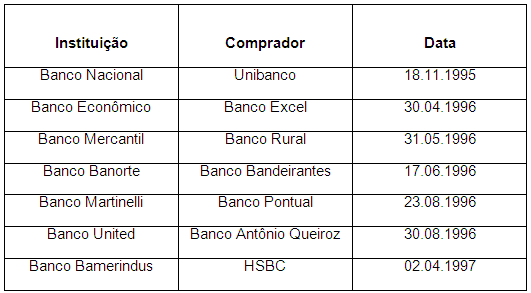 Instituição Comprador Data
Banco Nacional Unibanco 18.11.1995
Banco Econômico Banco Excel 30.04.1996
Banco Mercantil Banco Rural 31.05.1996
Banco Banorte Banco Bandeirantes 17.06.1996
Banco Martinelli Banco Pontual 23.08.1996
Banco United Banco Antônio Queiroz 30.08.1996
Banco Bamerindus HSBC 02.04.1997